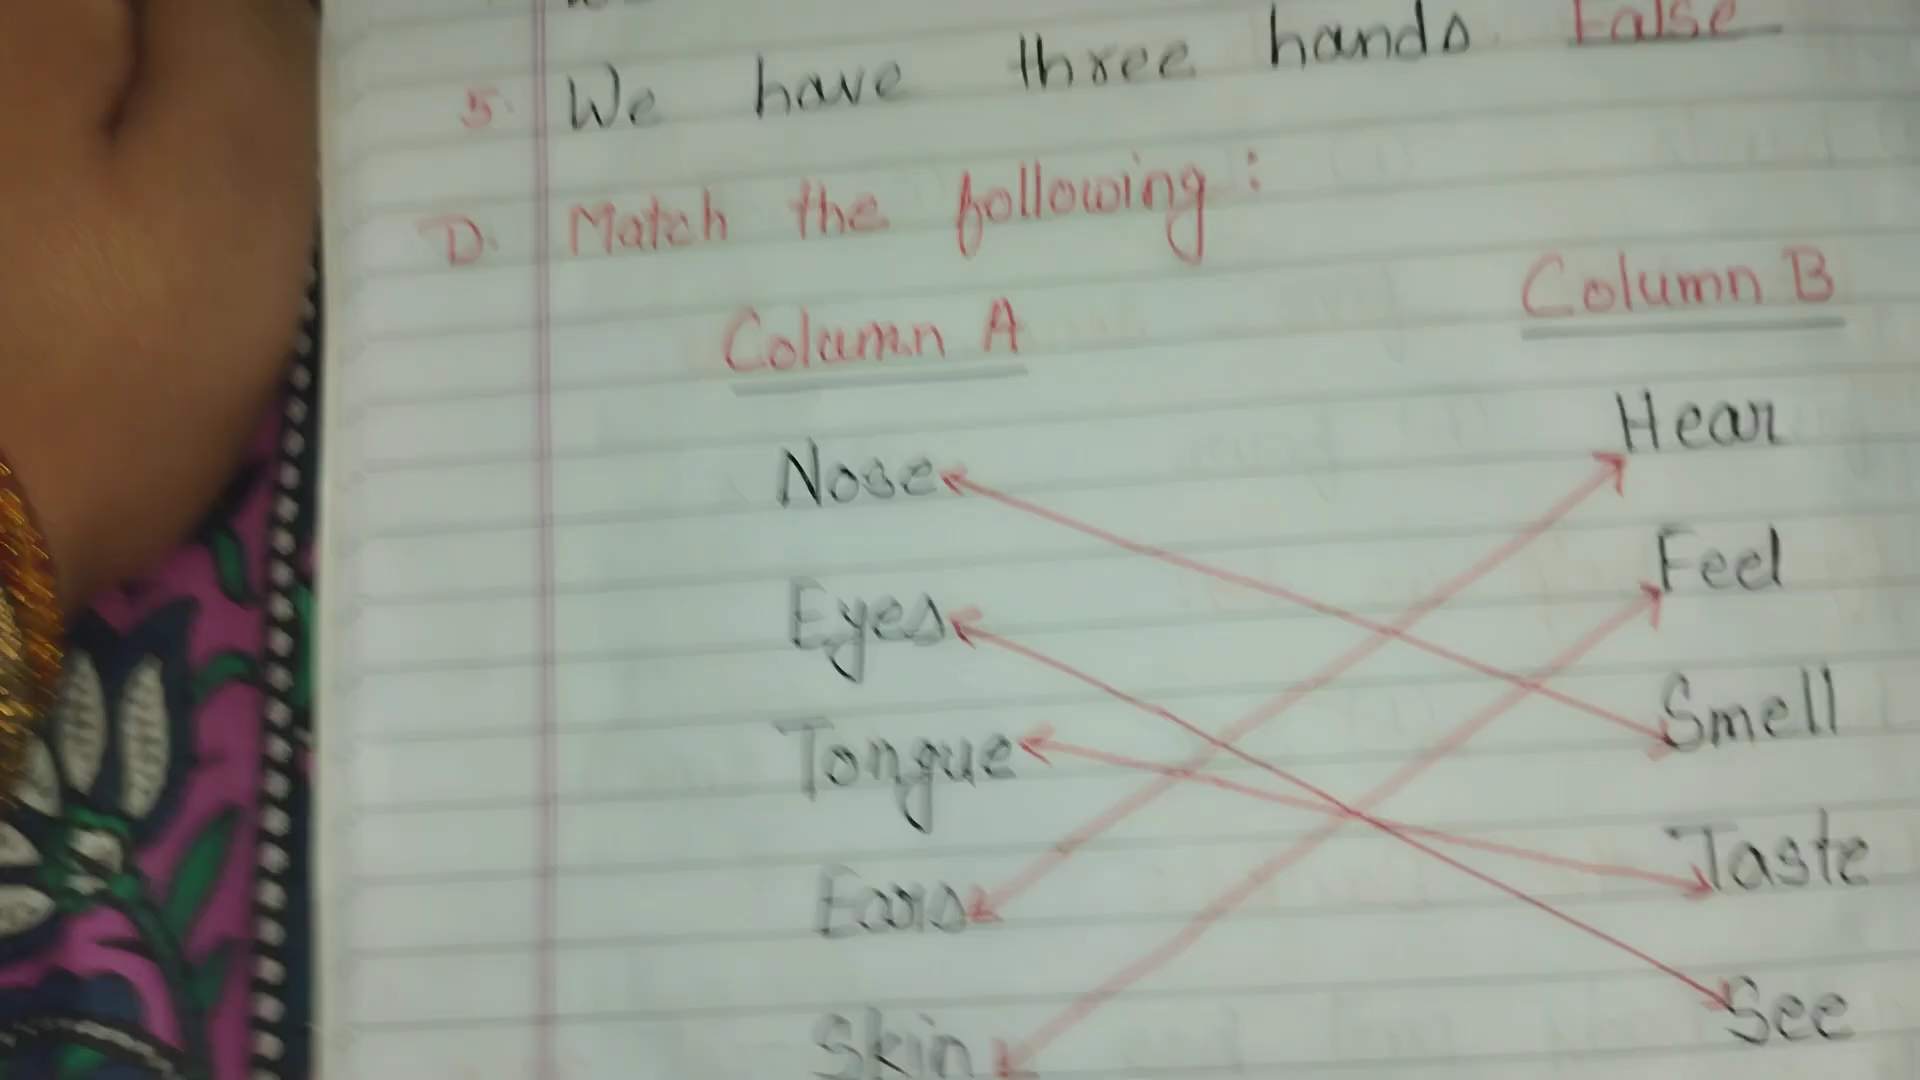 5. We have three hands. False
D. Match the following:
Column A Column B
Nose Hear
Eyes Feel
Tongue Smell
Ears Taste
Skin See